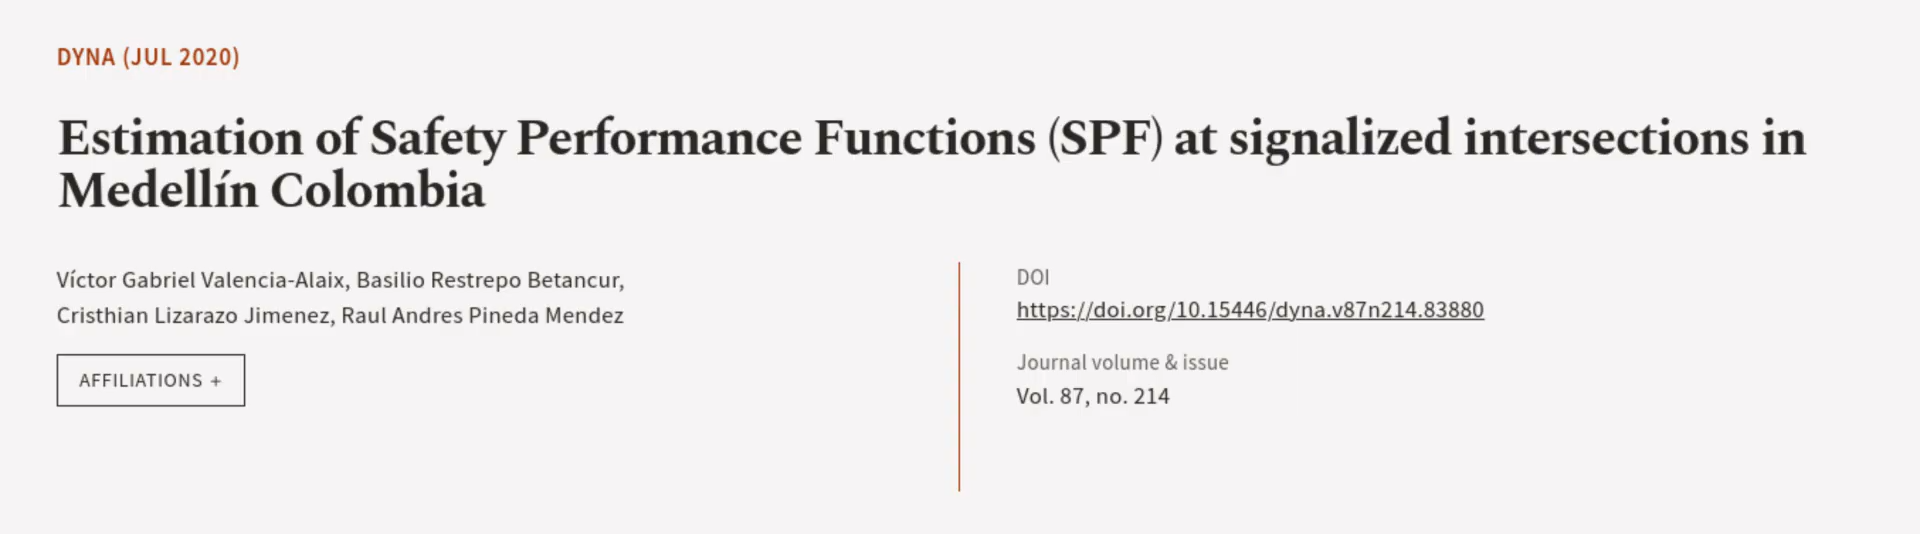 DYNA (JUL 2020)
Estimation of Safety Performance Functions (SPF) at signalized intersections in
Medellín Colombia
Víctor Gabriel Valencia-Alaix, Basilio Restrepo Betancur,
Cristhian Lizarazo Jimenez, Raul Andres Pineda Mendez
AFFILIATIONS +
DOI
https://doi.org/10.15446/dyna.v87n214.83880
Journal volume & issue
Vol. 87, no. 214